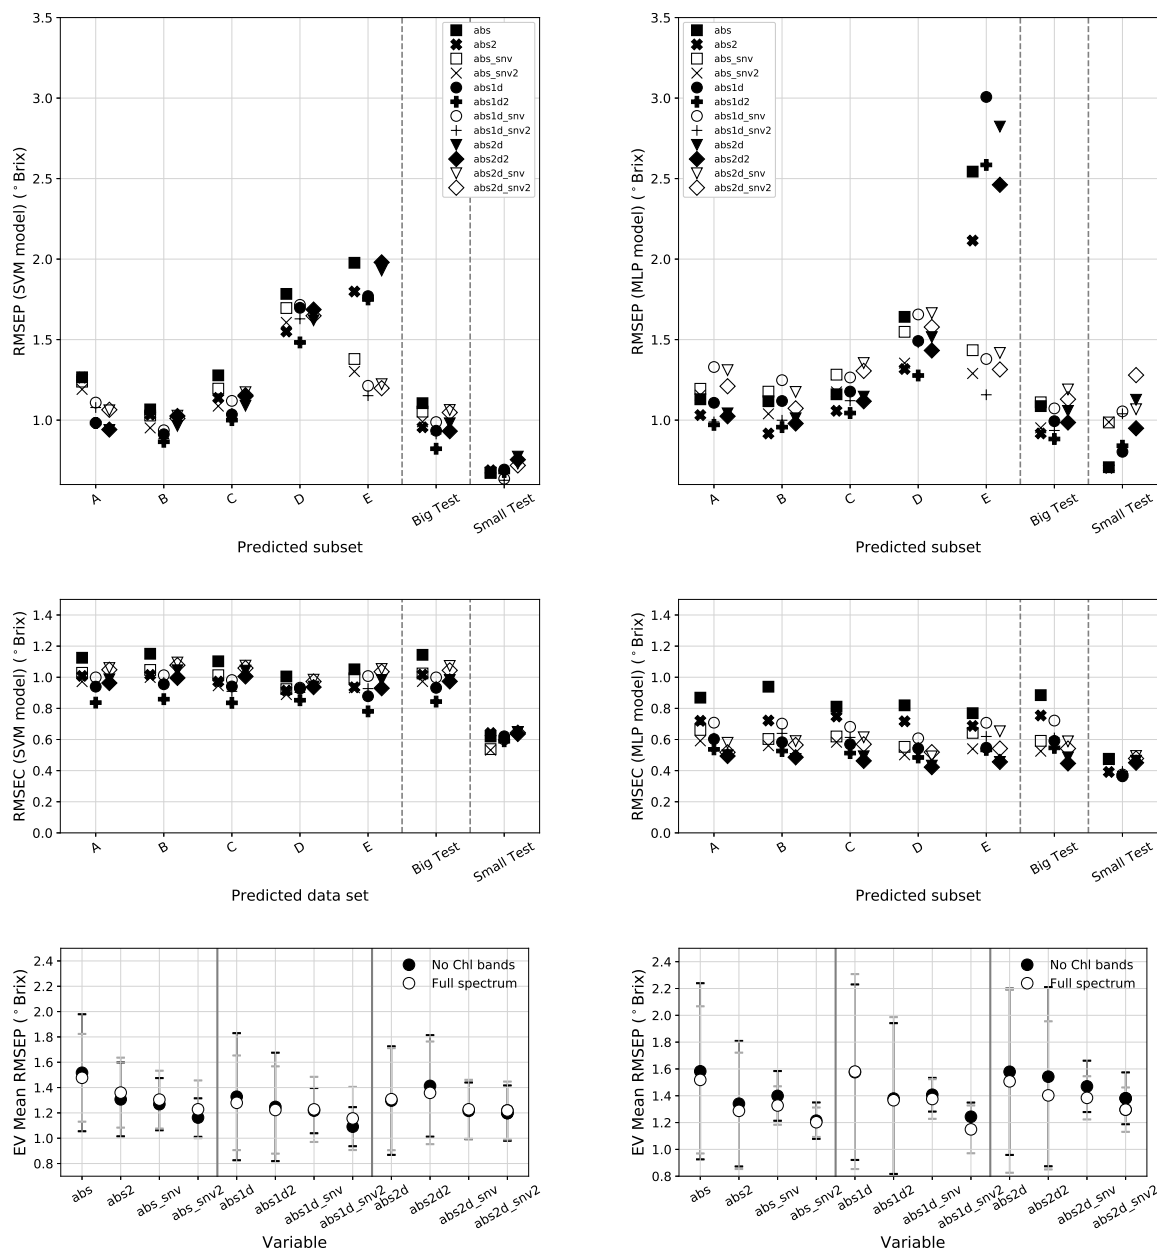 3.5
3.0
2.5
2.0
1.5
1.0
RMSEP (SVM model) (°Brix)
abs
abs2
abs_snv
abs_snv2
abs1d
abs1d2
abs1d_snv
abs1d_snv2
abs2d
abs2d2
abs2d_snv
abs2d_snv2
A
B
C
D
E
Big Test
Small Test
Predicted subset
3.5
3.0
2.5
2.0
1.5
1.0
RMSEP (MLP model) (°Brix)
abs
abs2
abs_snv
abs_snv2
abs1d
abs1d2
abs1d_snv
abs1d_snv2
abs2d
abs2d2
abs2d_snv
abs2d_snv2
A
B
C
D
E
Big Test
Small Test
Predicted subset
1.4
1.2
1.0
0.8
0.6
0.4
0.2
0.0
RMSEC (SVM model) (°Brix)
A
B
C
D
E
Big Test
Small Test
Predicted data set
1.4
1.2
1.0
0.8
0.6
0.4
0.2
0.0
RMSEC (MLP model) (°Brix)
A
B
C
D
E
Big Test
Small Test
Predicted subset
2.4
2.2
2.0
1.8
1.6
1.4
1.2
1.0
0.8
EV Mean RMSEP (°Brix)
No Chl bands
Full spectrum
abs
abs2
abs_snv
abs_snv2
abs1d
abs1d2
abs1d_snv
abs1d_snv2
abs2d
abs2d2
abs2d_snv
abs2d_snv2
Variable
2.4
2.2
2.0
1.8
1.6
1.4
1.2
1.0
0.8
EV Mean RMSEP (°Brix)
No Chl bands
Full spectrum
abs
abs2
abs_snv
abs_snv2
abs1d
abs1d2
abs1d_snv
abs1d_snv2
abs2d
abs2d2
abs2d_snv
abs2d_snv2
Variable